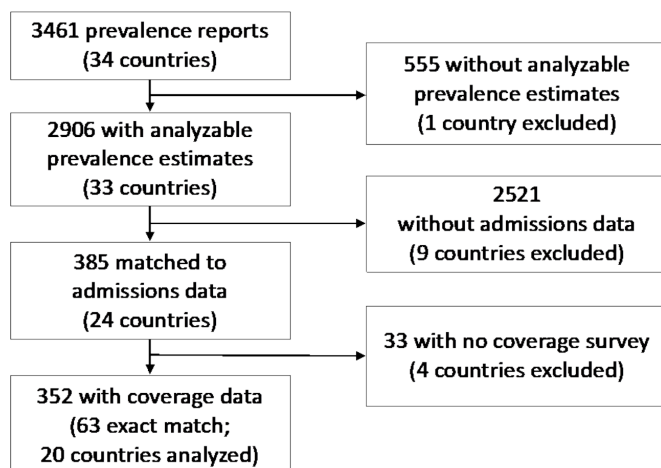 3461 prevalence reports
(34 countries)
555 without analyzable
prevalence estimates
(1 country excluded)
2906 with analyzable
prevalence estimates
(33 countries)
2521
without admissions data
(9 countries excluded)
385 matched to
admissions data
(24 countries)
33 with no coverage survey
(4 countries excluded)
352 with coverage data
(63 exact match;
20 countries analyzed)